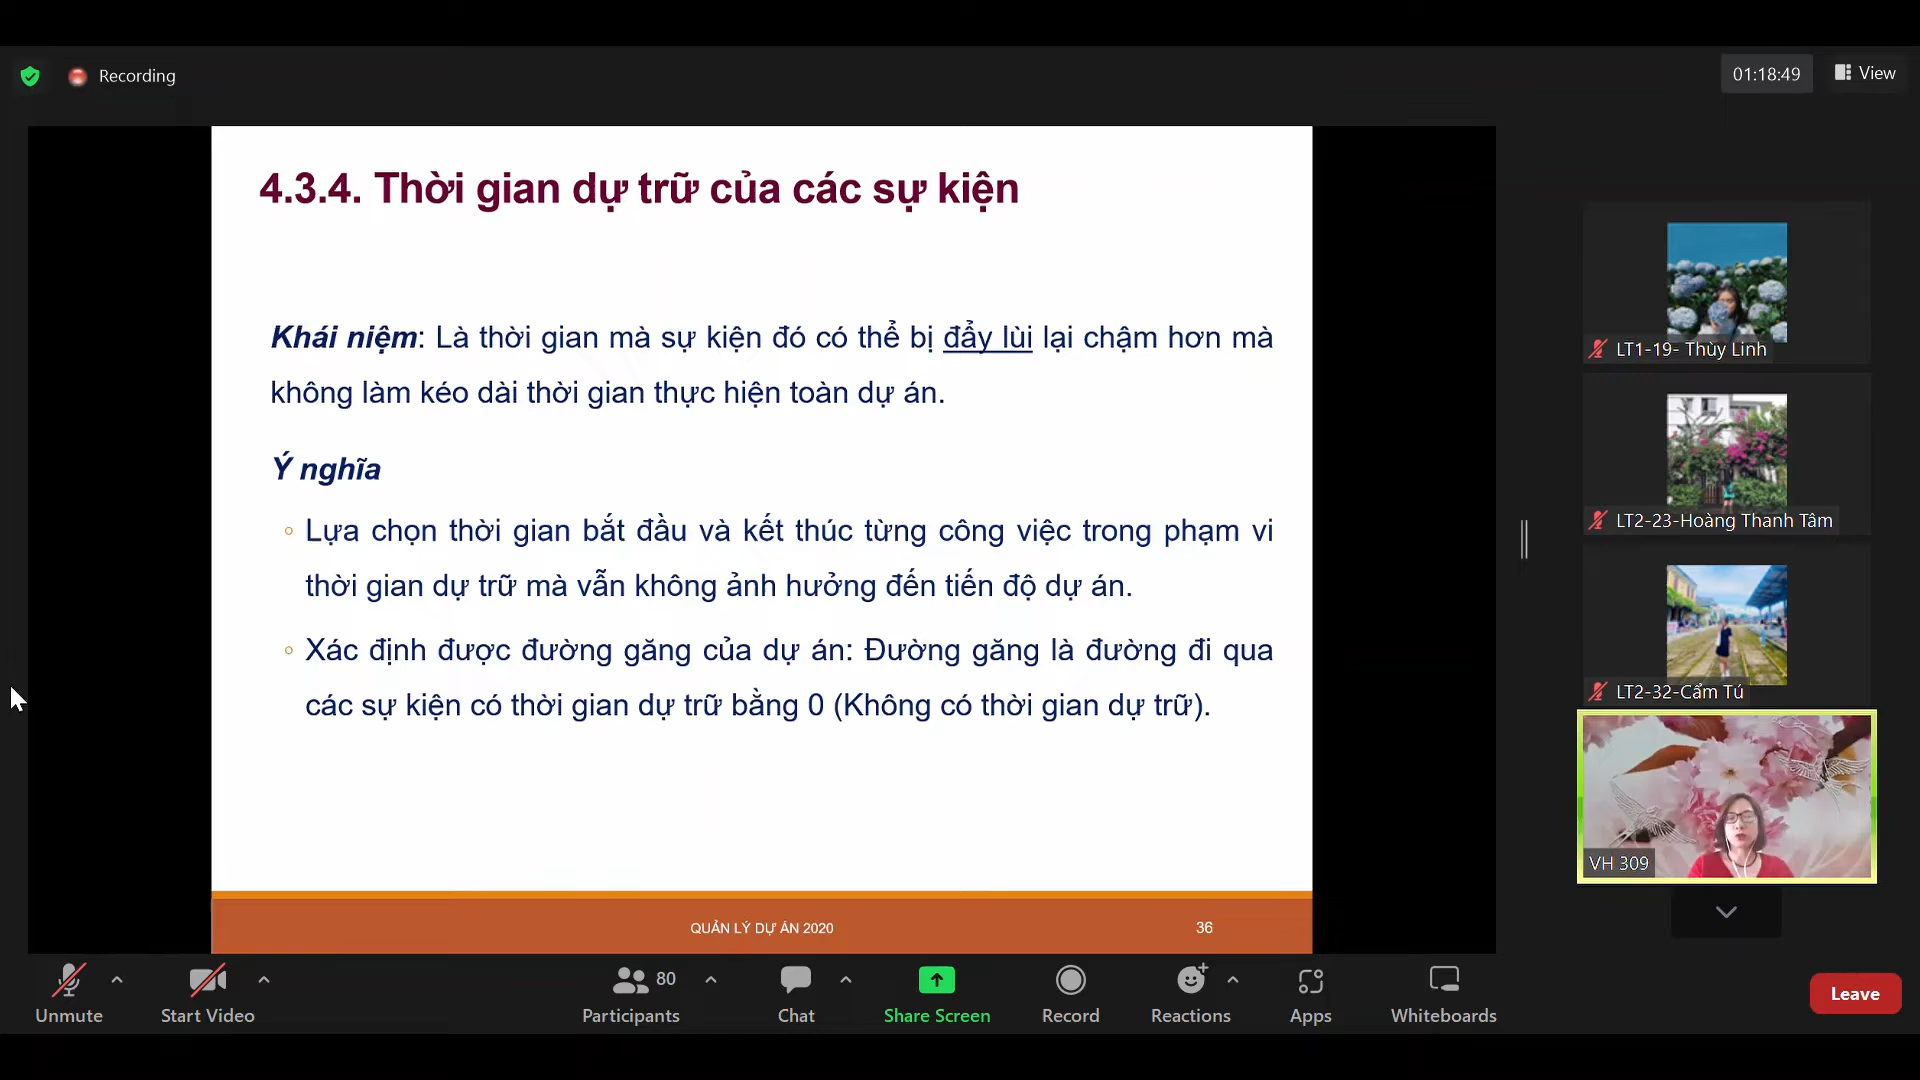 Recording
01:18:49
View
4.3.4. Thời gian dự trữ của các sự kiện
Khái niệm: Là thời gian mà sự kiện đó có thể bị đẩy lùi lại chậm hơn mà
không làm kéo dài thời gian thực hiện toàn dự án.
Ý nghĩa
Lựa chọn thời gian bắt đầu và kết thúc từng công việc trong phạm vi
thời gian dự trữ mà vẫn không ảnh hưởng đến tiến độ dự án.
Xác định được đường găng của dự án: Đường găng là đường đi qua
các sự kiện có thời gian dự trữ bằng 0 (Không có thời gian dự trữ).
QUẢN LÝ DỰ ÁN 2020
36
LT1-19- Thùy Linh
LT2-23-Hoàng Thanh Tâm
LT2-32-Cẩm Tú
VH 309
Unmute
Start Video
80
Participants
Chat
Share Screen
Record
Reactions
Apps
Whiteboards
Leave